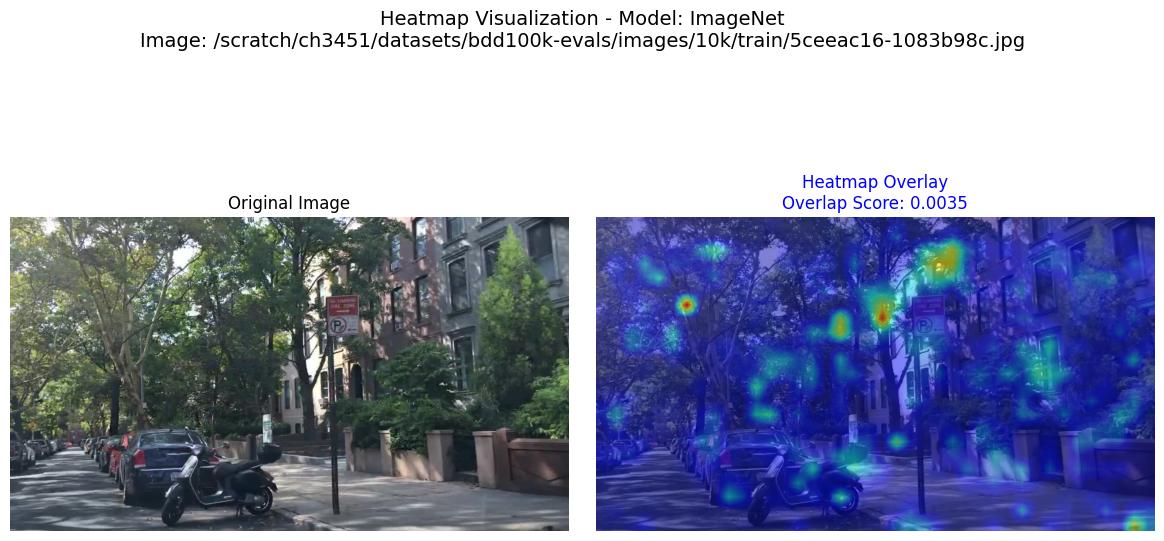 Heatmap Visualization - Model: ImageNet
Image: /scratch/ch3451/datasets/bdd100k-evals/images/10k/train/5ceeac16-1083b98c.jpg
Original Image
Heatmap Overlay
Overlap Score: 0.0035
P